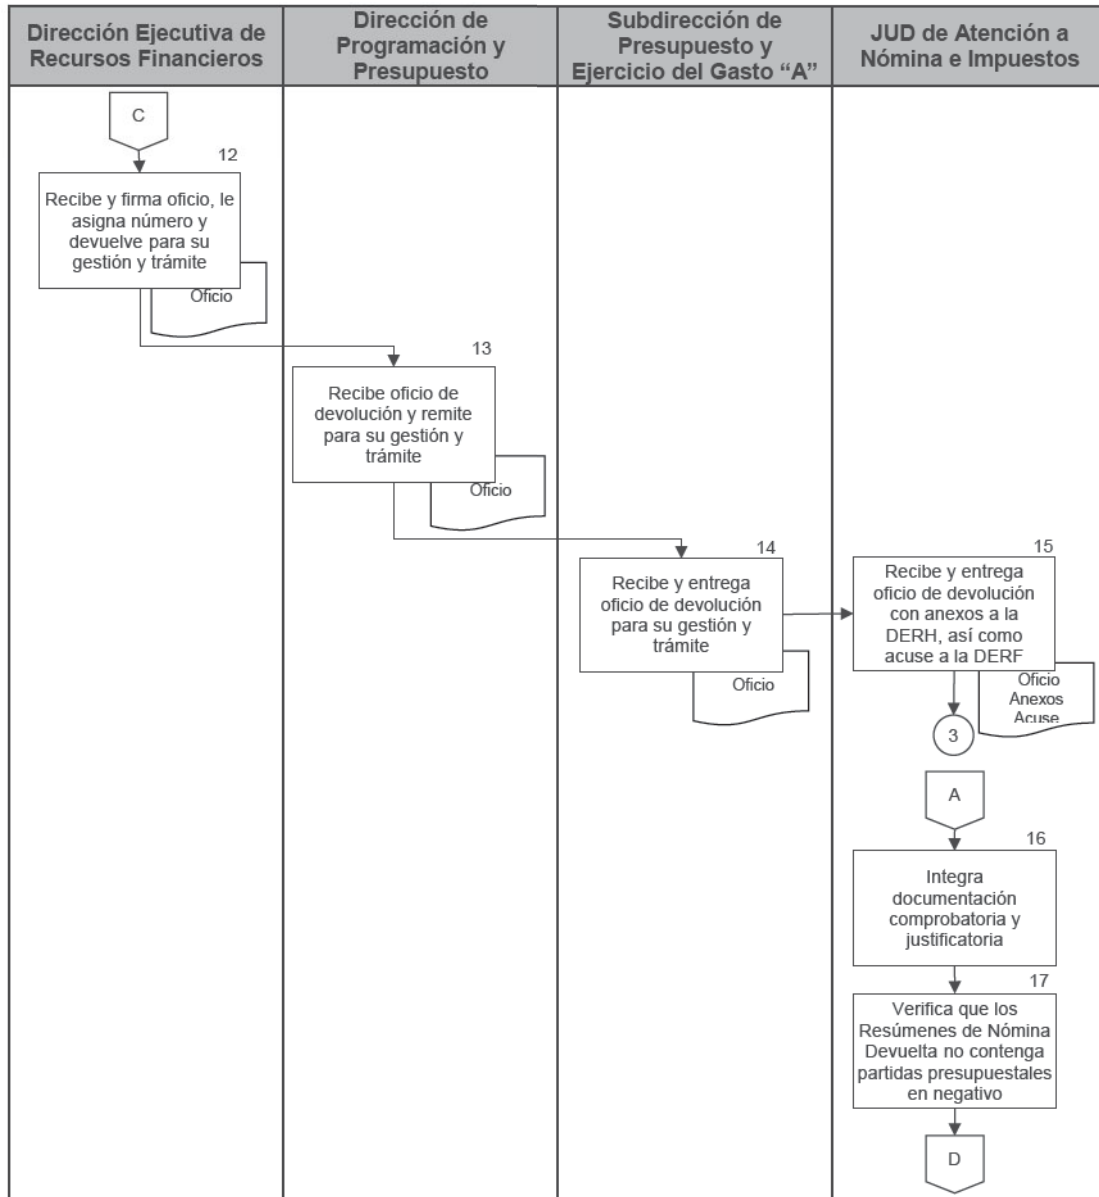 Dirección Ejecutiva de
Recursos Financieros
Dirección de
Programación y
Presupuesto
Subdirección de
Presupuesto y
Ejercicio del Gasto “A”
JUD de Atención a
Nómina e Impuestos
C
12
Recibe y firma oficio, le
asigna número y
devuelve para su
gestión y trámite
Oficio
13
Recibe oficio de
devolución y remite
para su gestión y
trámite
Oficio
14
Recibe y entrega
oficio de devolución
para su gestión y
trámite
Oficio
15
Recibe y entrega
oficio de devolución
con anexos a la
DERH, así como
acuse a la DERF
Oficio
Anexos
Acuse
3
A
16
Integra
documentación
comprobatoria y
justificatoria
17
Verifica que los
Resúmenes de Nómina
Devuelta no contenga
partidas presupuestales
en negativo
D